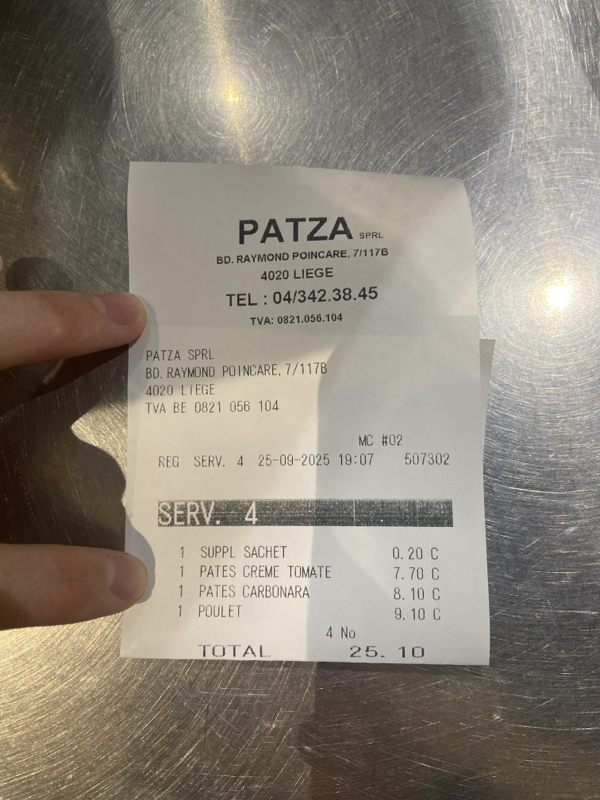 PATZA SPRL
BD. RAYMOND POINCARE, 7/117B
4020 LIEGE
TEL : 04/342.38.45
TVA: 0821.056.104
PATZA SPRL
BD. RAYMOND POINCARE, 7/117B
4020 LIEGE
TVA BE 0821 056 104
MC #02
REG SERV. 4 25-09-2025 19:07 507302
SERV. 4
1 SUPPL SACHET 0.20 C
1 PATES CREME TOMATE 7.70 C
1 PATES CARBONARA 8.10 C
1 POULET 9.10 C
4 No
TOTAL 25.10